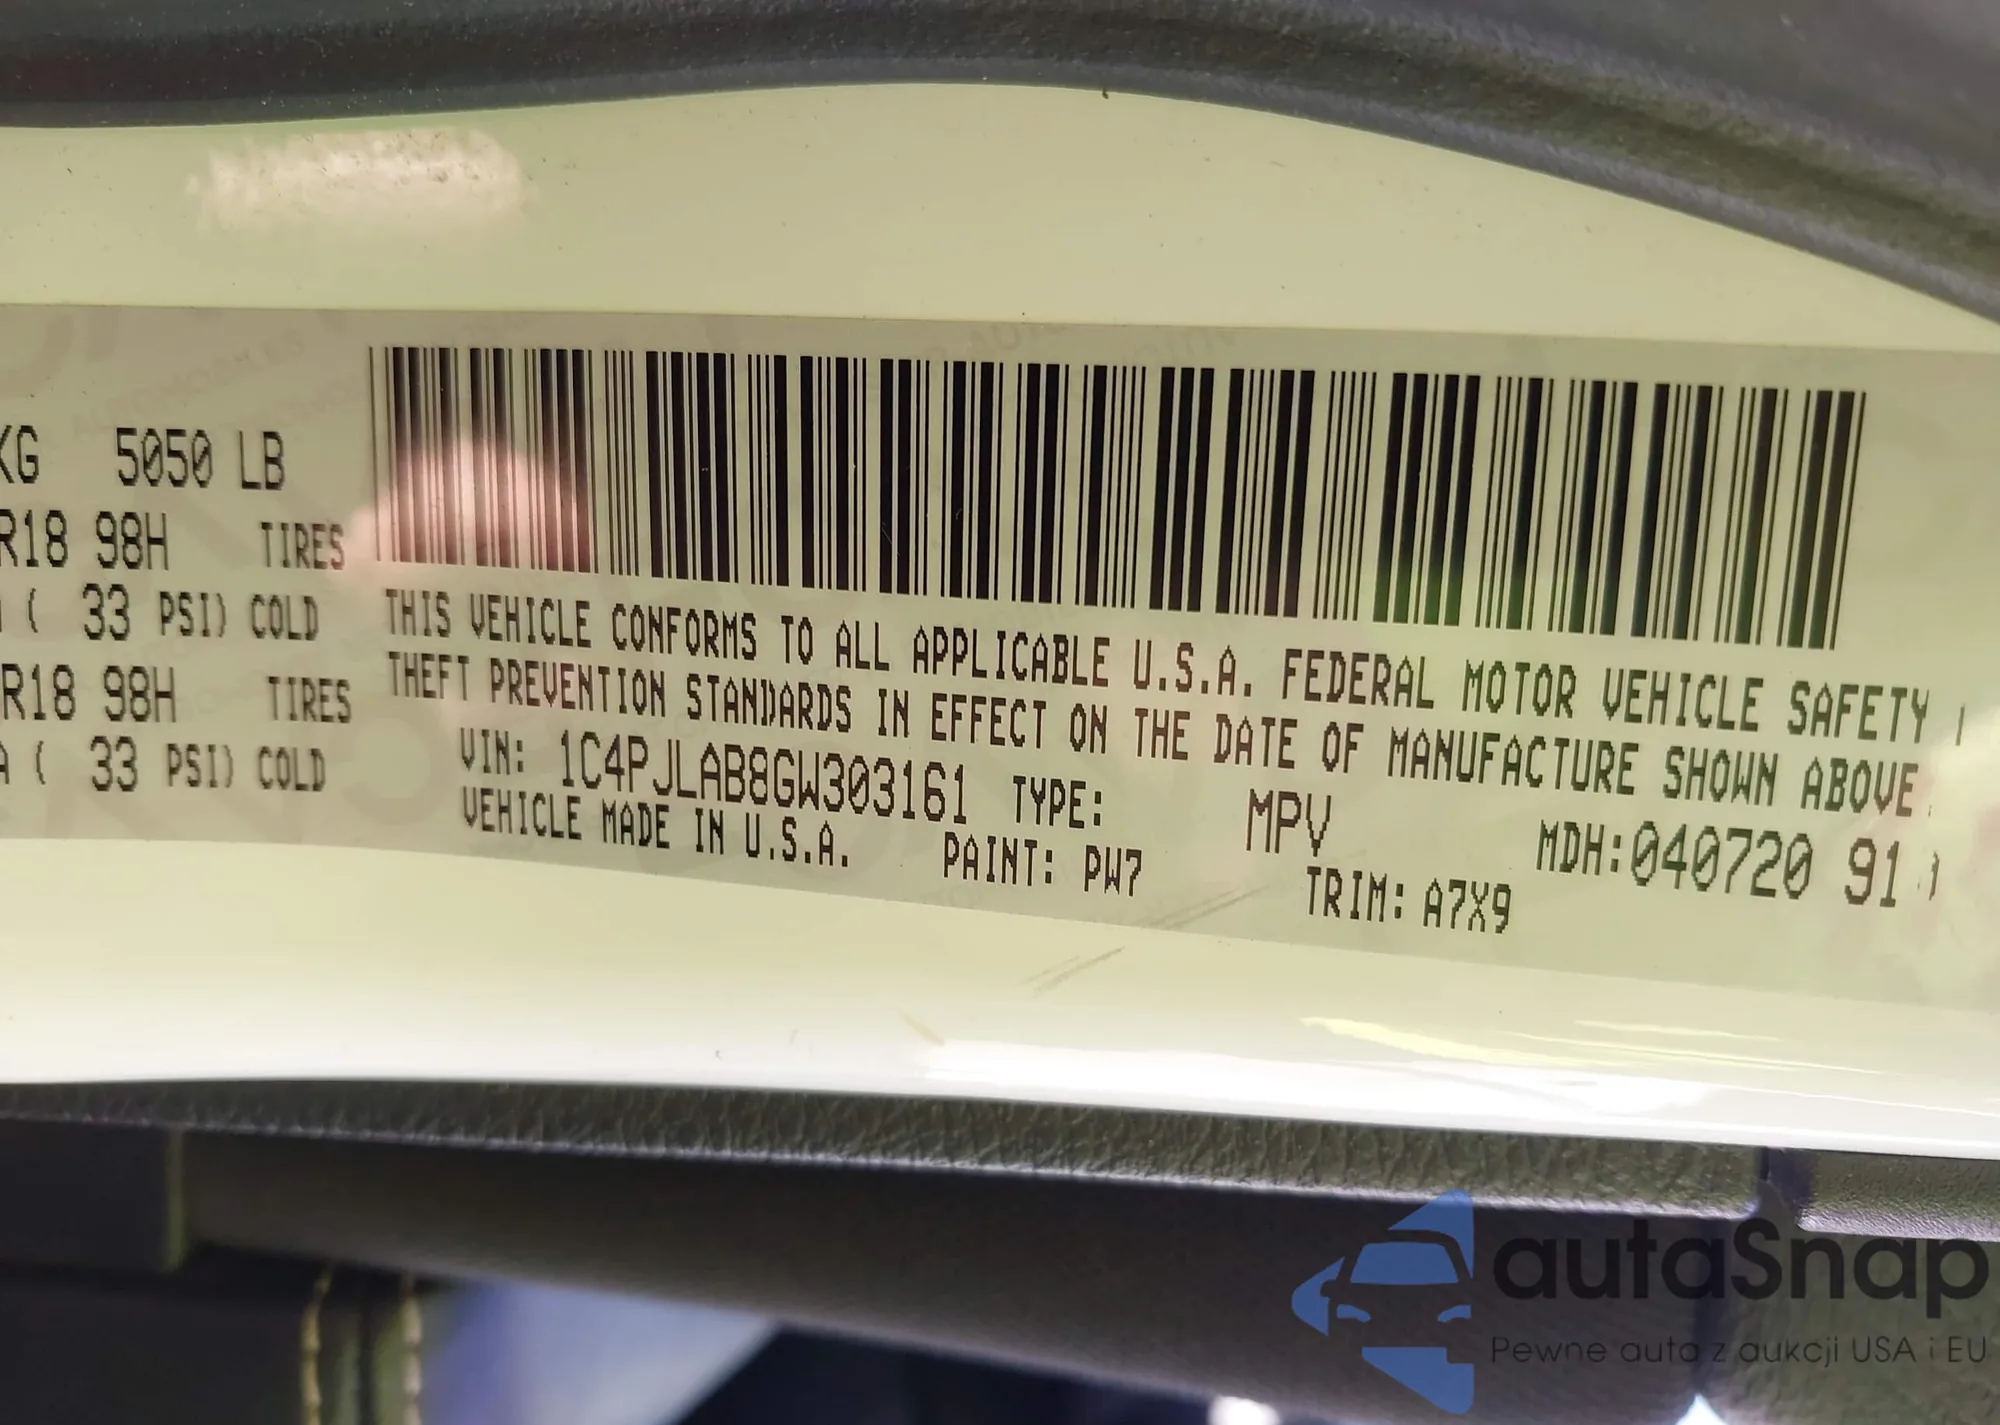 KG 5050 LB
R18 98H TIRES
( 33 PSI) COLD
R18 98H TIRES
A ( 33 PSI) COLD
THIS VEHICLE CONFORMS TO ALL APPLICABLE U.S.A. FEDERAL MOTOR VEHICLE SAFETY
THEFT PREVENTION STANDARDS IN EFFECT ON THE DATE OF MANUFACTURE SHOWN ABOVE.
VIN: 1C4PJLAB8GW303161 TYPE: MPV MDH:040720 91
VEHICLE MADE IN U.S.A. PAINT: PW7 TRIM: A7X9
autaSnap
Pewne auta z aukcji USA i EU